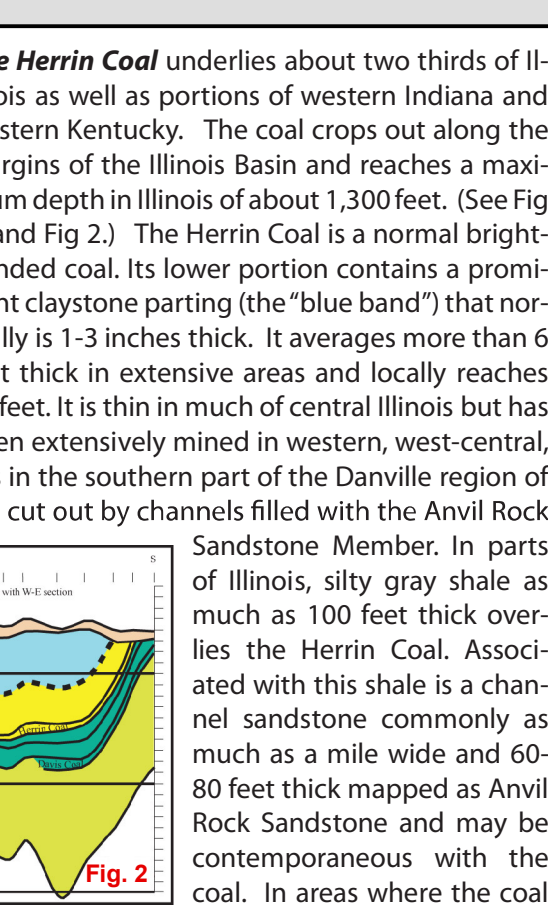 e Herrin Coal underlies about two thirds of Il-
ois as well as portions of western Indiana and
stern Kentucky. The coal crops out along the
rgins of the Illinois Basin and reaches a maxi-
um depth in Illinois of about 1,300 feet. (See Fig
and Fig 2.) The Herrin Coal is a normal bright-
nded coal. Its lower portion contains a promi-
nt claystone parting (the “blue band”) that nor-
lly is 1-3 inches thick. It averages more than 6
t thick in extensive areas and locally reaches
feet. It is thin in much of central Illinois but has
en extensively mined in western, west-central,
s in the southern part of the Danville region of
cut out by channels filled with the Anvil Rock
Sandstone Member. In parts
of Illinois, silty gray shale as
much as 100 feet thick over-
lies the Herrin Coal. Associ-
ated with this shale is a chan-
nel sandstone commonly as
much as a mile wide and 60-
80 feet thick mapped as Anvil
Rock Sandstone and may be
contemporaneous with the
coal. In areas where the coal
S
with W-E section
Herrin Coal
Davis Coal
Fig. 2